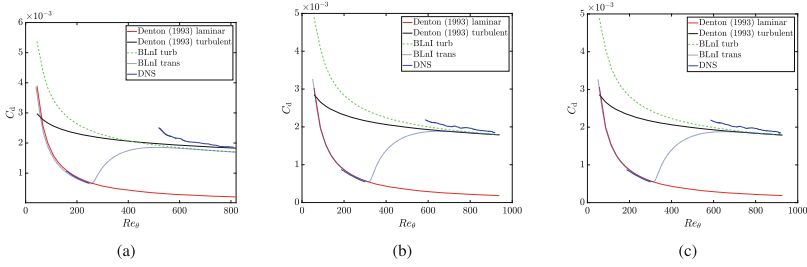 ×10⁻³
6
5
4
3
2
1
C_d
0
200
400
600
800
Re_θ
Denton (1993) laminar
Denton (1993) turbulent
BLnI turb
BLnI trans
DNS
(a)
×10⁻³
5
4
3
2
1
0
C_d
0
200
400
600
800
1000
Re_θ
Denton (1993) laminar
Denton (1993) turbulent
BLnI turb
BLnI trans
DNS
(b)
×10⁻³
5
4
3
2
1
0
C_d
0
200
400
600
800
1000
Re_θ
Denton (1993) laminar
Denton (1993) turbulent
BLnI turb
BLnI trans
DNS
(c)